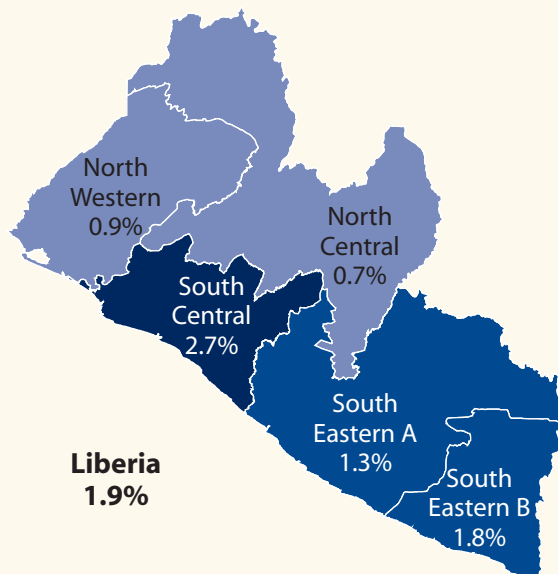 North
Western
0.9%
North
Central
0.7%
South
Central
2.7%
South
Eastern A
1.3%
Liberia
1.9%
South
Eastern B
1.8%